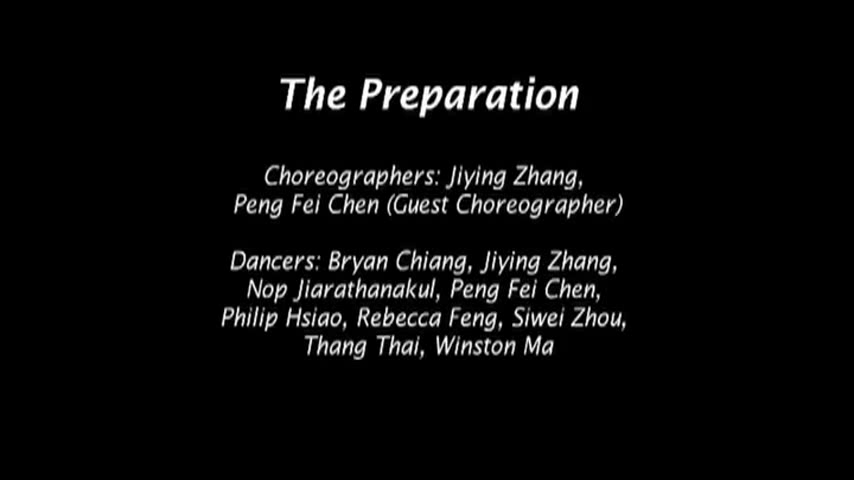 The Preparation
Choreographers: Jiying Zhang,
Peng Fei Chen (Guest Choreographer)
Dancers: Bryan Chiang, Jiying Zhang,
Nop Jiarathanakul, Peng Fei Chen,
Philip Hsiao, Rebecca Feng, Siwei Zhou,
Thang Thai, Winston Ma